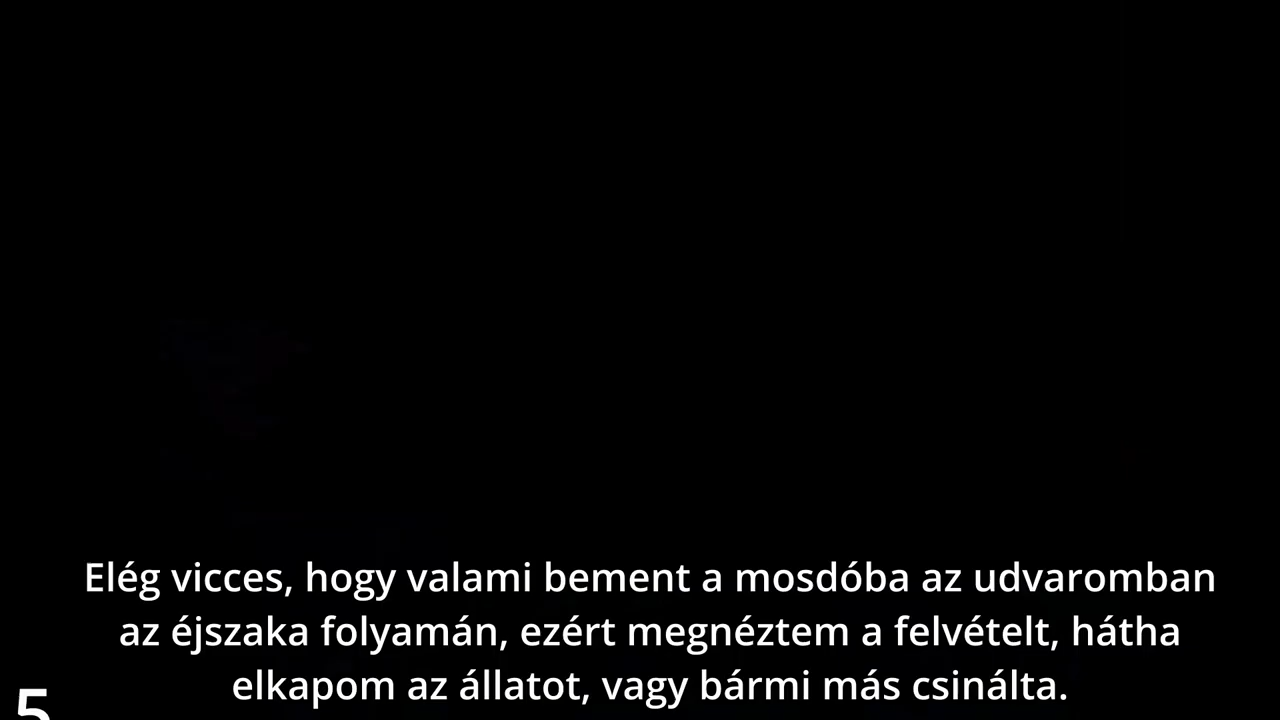 Elég vicces, hogy valami bement a mosdóba az udvaromban
az éjszaka folyamán, ezért megnéztem a felvételt, hátha
elkapom az állatot, vagy bármi más csinálta.
5